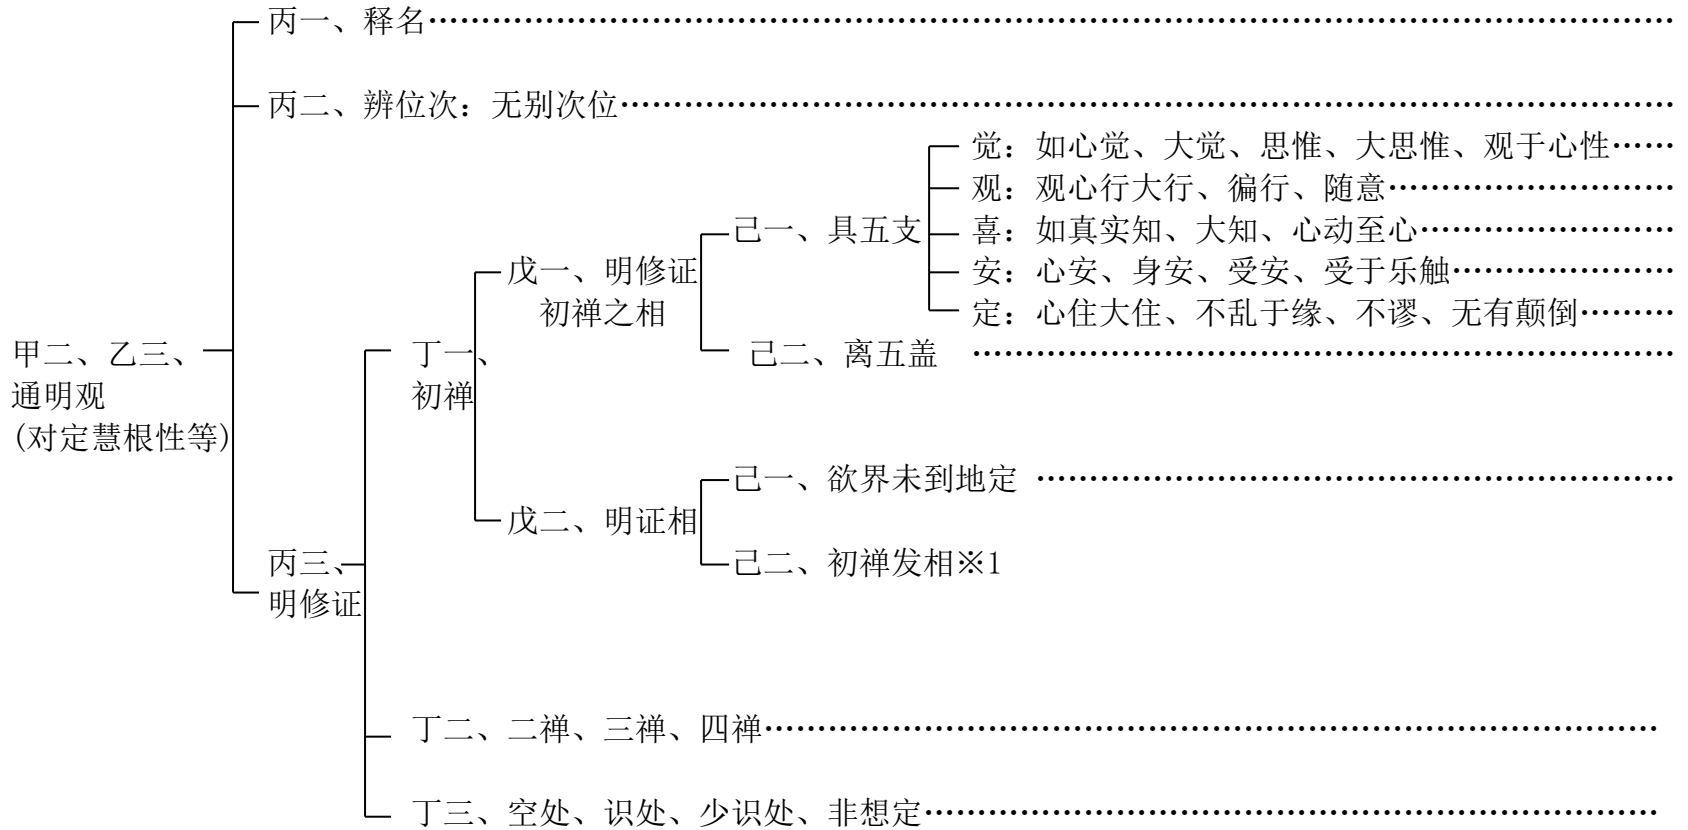 丙一、释名………………………………………………………………
丙二、辨位次：无别次位………………………………………………
觉：如心觉、大觉、思惟、大思惟、观于心性……
观：观心行大行、徧行、随意………………………
喜：如真实知、大知、心动至心……………………
安：心安、身安、受安、受于乐触…………………
定：心住大住、不乱于缘、不谬、无有颠倒………
己一、具五支
戊一、明修证
初禅之相
己二、离五盖 ………………………………………………
甲二、乙三、
通明观
(对定慧根性等)
丁一、
初禅
己一、欲界未到地定 ………………………………………
戊二、明证相
己二、初禅发相※1
丙三、
明修证
丁二、二禅、三禅、四禅………………………………………………
丁三、空处、识处、少识处、非想定…………………………………